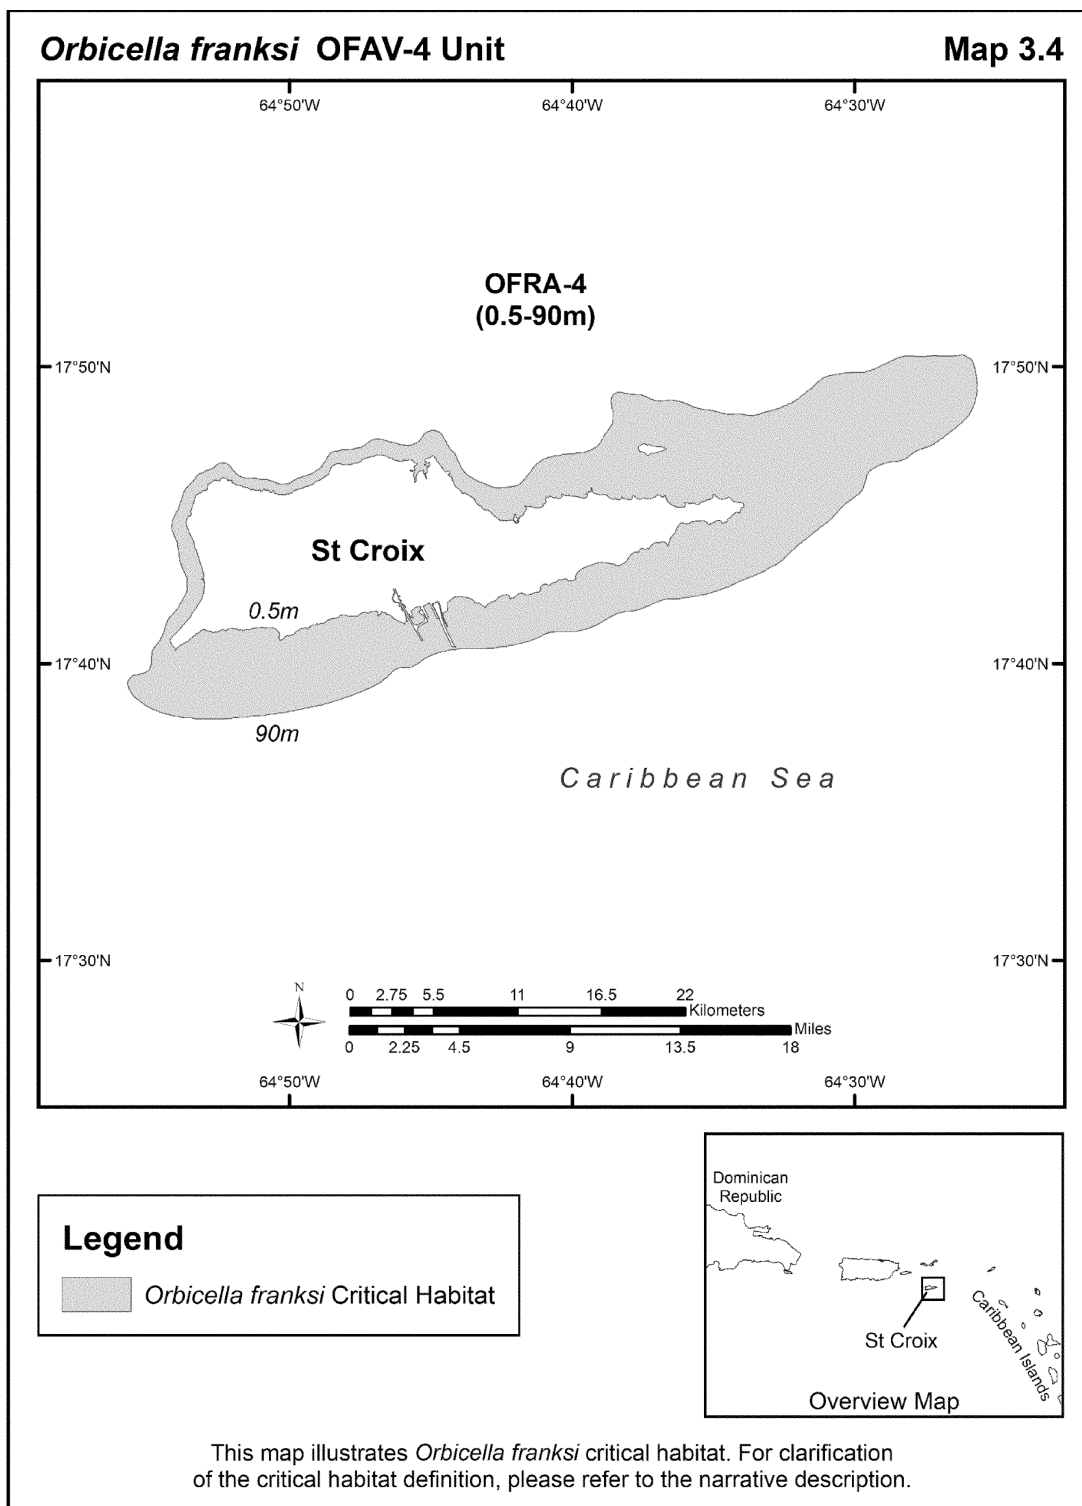 Orbicella franksi OFAV-4 Unit
Map 3.4
64°50'W
64°40'W
64°30'W
OFRA-4
(0.5-90m)
17°50'N
17°50'N
St Croix
0.5m
17°40'N
17°40'N
90m
Caribbean Sea
17°30'N
17°30'N
N
0 2.75 5.5 11 16.5 22
Kilometers
Miles
0 2.25 4.5 9 13.5 18
64°50'W
64°40'W
64°30'W
Legend
Orbicella franksi Critical Habitat
Dominican
Republic
St Croix
Caribbean Islands
Overview Map
This map illustrates Orbicella franksi critical habitat. For clarification
of the critical habitat definition, please refer to the narrative description.